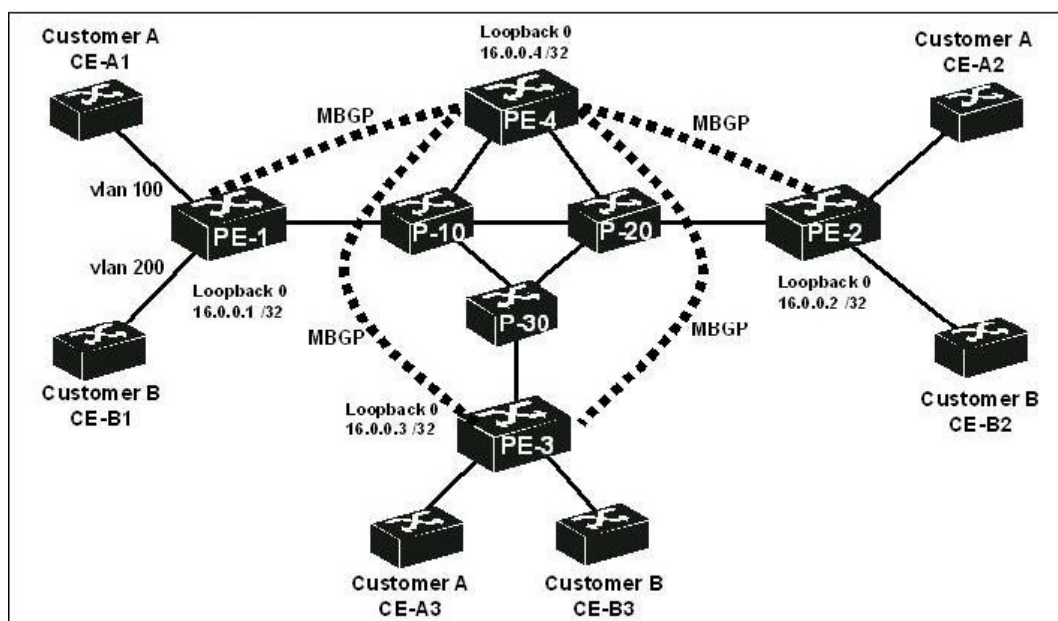 Customer A
CE-A1
Loopback 0
16.0.0.4 /32
Customer A
CE-A2
MBGP
PE-4
MBGP
vlan 100
PE-1
P-10
P-20
PE-2
vlan 200
Loopback 0
16.0.0.1 /32
Loopback 0
16.0.0.2 /32
P-30
MBGP
MBGP
Customer B
CE-B1
Loopback 0
16.0.0.3 /32
PE-3
Customer B
CE-B2
Customer A
CE-A3
Customer B
CE-B3